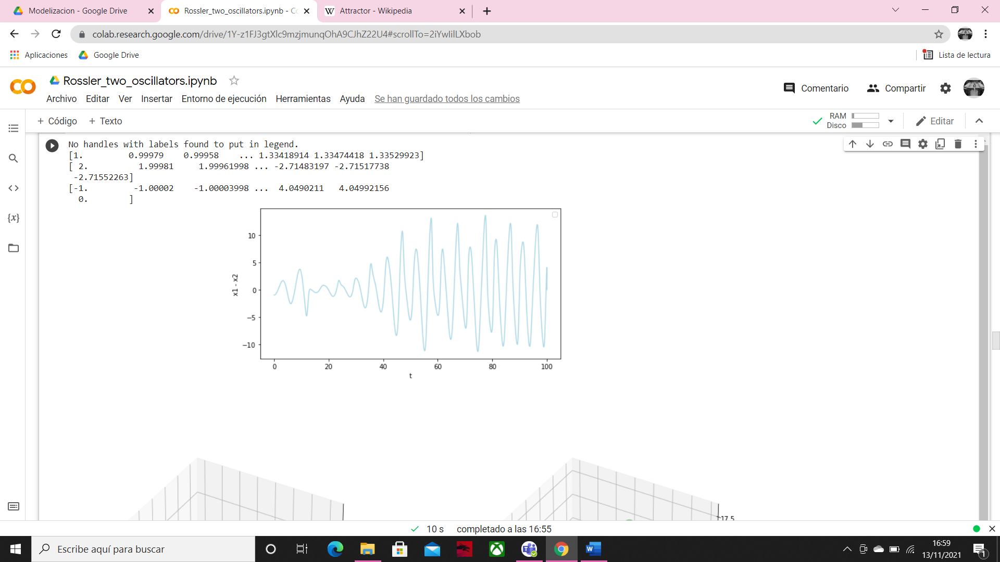 Modelizacion - Google Drive
Rossler_two_oscillators.ipynb - Co
Attractor - Wikipedia
colab.research.google.com/drive/1Y-z1FJ3gtXlc9mzjmunqOhA9CJhZ22U4#scrollTo=2iYwIilLXbob
Aplicaciones Google Drive Lista de lectura
Rossler_two_oscillators.ipynb
Comentario Compartir
Archivo Editar Ver Insertar Entorno de ejecución Herramientas Ayuda Se han guardado todos los cambios
+ Código + Texto
RAM
Disco
Editar
No handles with labels found to put in legend.
[1. 0.99979 0.99958 ... 1.33418914 1.33474418 1.33529923]
[ 2. 1.99981 1.99961998 ... -2.71483197 -2.71517738
-2.71552263]
[-1. -1.00002 -1.00003998 ... 4.0490211 4.04992156
0. ]
10
5
0
−5
−10
x1 - x2
0 20 40 60 80 100
t
17.5
10 s completado a las 16:55
Escribe aquí para buscar
16:59
13/11/2021
1